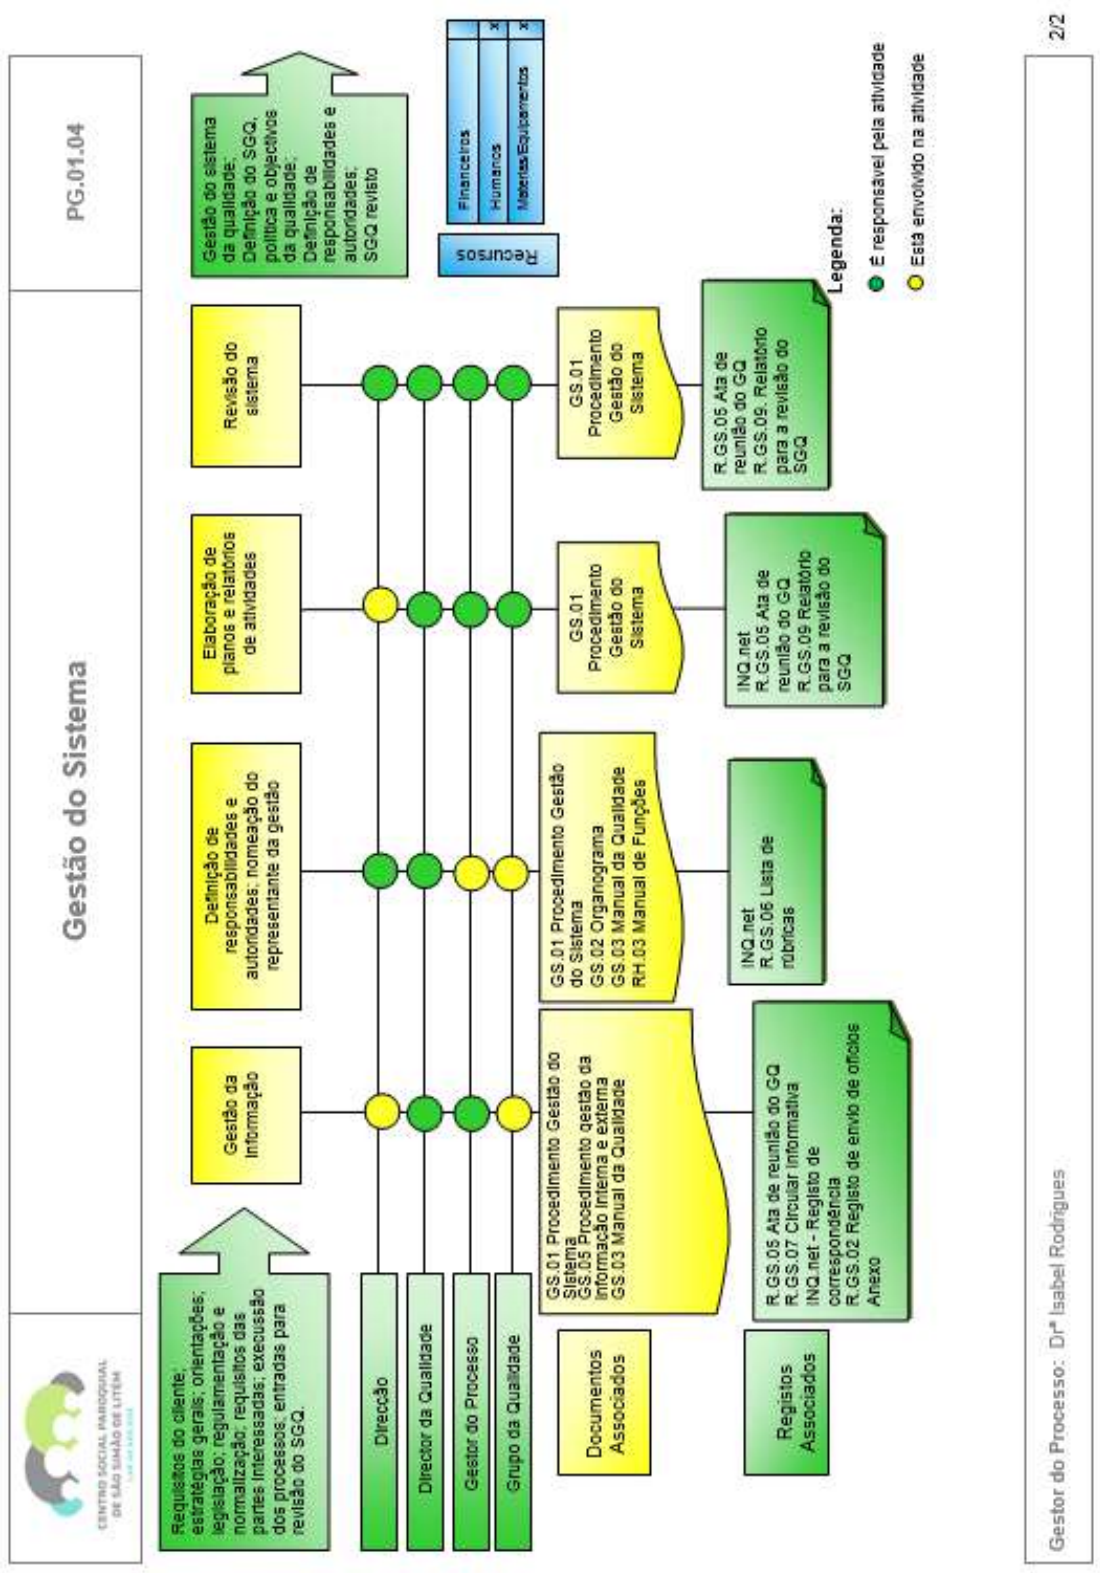 CENTRO SOCIAL PAROQUIAL
DE SÃO SIMÃO DE LITÉM
Gestão do Sistema
PG.01.04
Requisitos do cliente;
estratégias gerais; orientações;
legislação; regulamentação e
normalização; requisitos das
partes interessadas; execussão
dos processos; entradas para
revisão do SGQ.
Gestão da
Informação
Definição de
responsabilidades e
autoridades; nomeação do
representante da gestão
Elaboração de
planos e relatórios
de atividades
Revisão do
sistema
Gestão do sistema
da qualidade;
Definição do SGQ,
política e objectivos
da qualidade;
Definição de
responsabilidades e
autoridades;
SGQ revisto
Direcção
Director da Qualidade
Gestor do Processo
Grupo da Qualidade
Recursos
Financeiros
Humanos
x
Materias/Equipamentos
x
Documentos
Associados
GS.01 Procedimento Gestão do
Sistema
GS.05 Procedimento gestão da
Informação Interna e externa
GS.03 Manual da Qualidade
GS.01 Procedimento Gestão
do Sistema
GS.02 Organograma
GS.03 Manual da Qualidade
RH.03 Manual de Funções
GS.01
Procedimento
Gestão do
Sistema
GS.01
Procedimento
Gestão do
Sistema
Registos
Associados
R.GS.05 Ata de reunião do GQ
R.GS.07 Circular Informativa
INQ.net - Registo de
correspondência
R.GS.02 Registo de envio de ofícios
Anexo
INQ.net
R.GS.06 Lista de
rúbricas
INQ.net
R.GS.05 Ata de
reunião do GQ
R.GS.09 Relatório
para a revisão do
SGQ
R.GS.05 Ata de
reunião do GQ
R.GS.09. Relatório
para a revisão do
SGQ
Legenda:
É responsável pela atividade
Está envolvido na atividade
Gestor do Processo: Drª Isabel Rodrigues
2/2